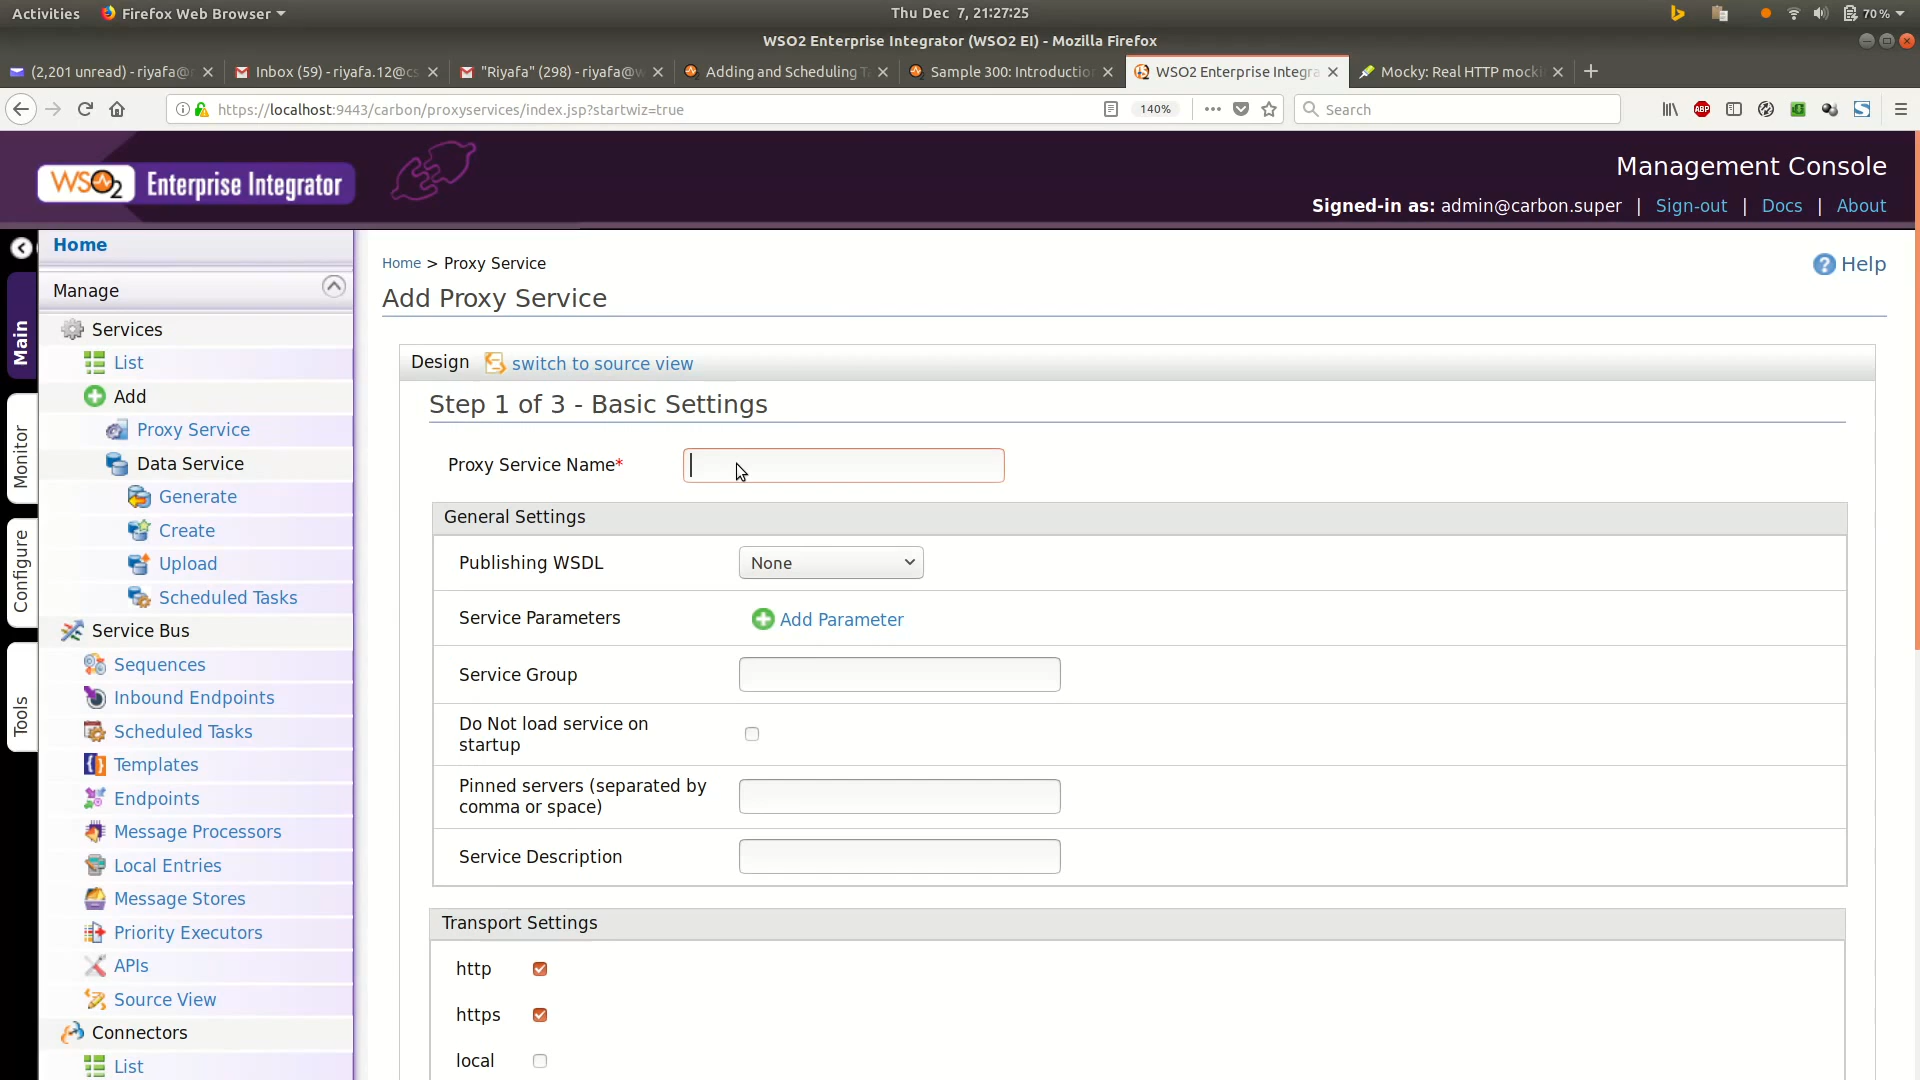 Activities Firefox Web Browser Thu Dec 7, 21:27:25 70 %
WSO2 Enterprise Integrator (WSO2 EI) - Mozilla Firefox
(2,201 unread) - riyafa@ Inbox (59) - riyafa.12@cs "Riyafa" (298) - riyafa@w Adding and Scheduling T Sample 300: Introduction WSO2 Enterprise Integra Mocky: Real HTTP mocki
https://localhost:9443/carbon/proxyservices/index.jsp?startwiz=true 140% Search ABP
WSO2 Enterprise Integrator Management Console
Signed-in as: admin@carbon.super | Sign-out | Docs | About
Main
Monitor
Configure
Tools
Home
Manage
Services
List
Add
Proxy Service
Data Service
Generate
Create
Upload
Scheduled Tasks
Service Bus
Sequences
Inbound Endpoints
Scheduled Tasks
Templates
Endpoints
Message Processors
Local Entries
Message Stores
Priority Executors
APIs
Source View
Connectors
List
Home > Proxy Service Help
Add Proxy Service
Design switch to source view
Step 1 of 3 - Basic Settings
Proxy Service Name*
General Settings
Publishing WSDL None
Service Parameters Add Parameter
Service Group
Do Not load service on
startup
Pinned servers (separated by
comma or space)
Service Description
Transport Settings
http
https
local